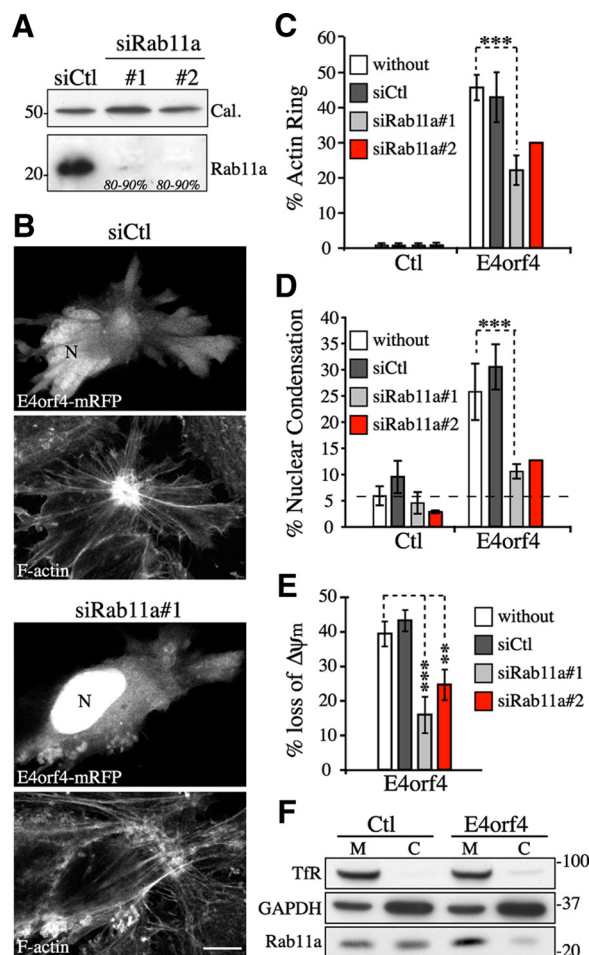 A
siRab11a
siCtl #1 #2
50- Cal.
20- Rab11a
80-90% 80-90%
B
siCtl
N
E4orf4-mRFP
F-actin
siRab11a#1
N
E4orf4-mRFP
F-actin
C
% Actin Ring
60
50
40
30
20
10
0
***
without
siCtl
siRab11a#1
siRab11a#2
Ctl E4orf4
D
% Nuclear Condensation
40
35
30
25
20
15
10
5
0
***
without
siCtl
siRab11a#1
siRab11a#2
Ctl E4orf4
E
% loss of Δψm
50
40
30
20
10
0
***
**
without
siCtl
siRab11a#1
siRab11a#2
E4orf4
F
Ctl E4orf4
M C M C
TfR -100
GAPDH -37
Rab11a -20